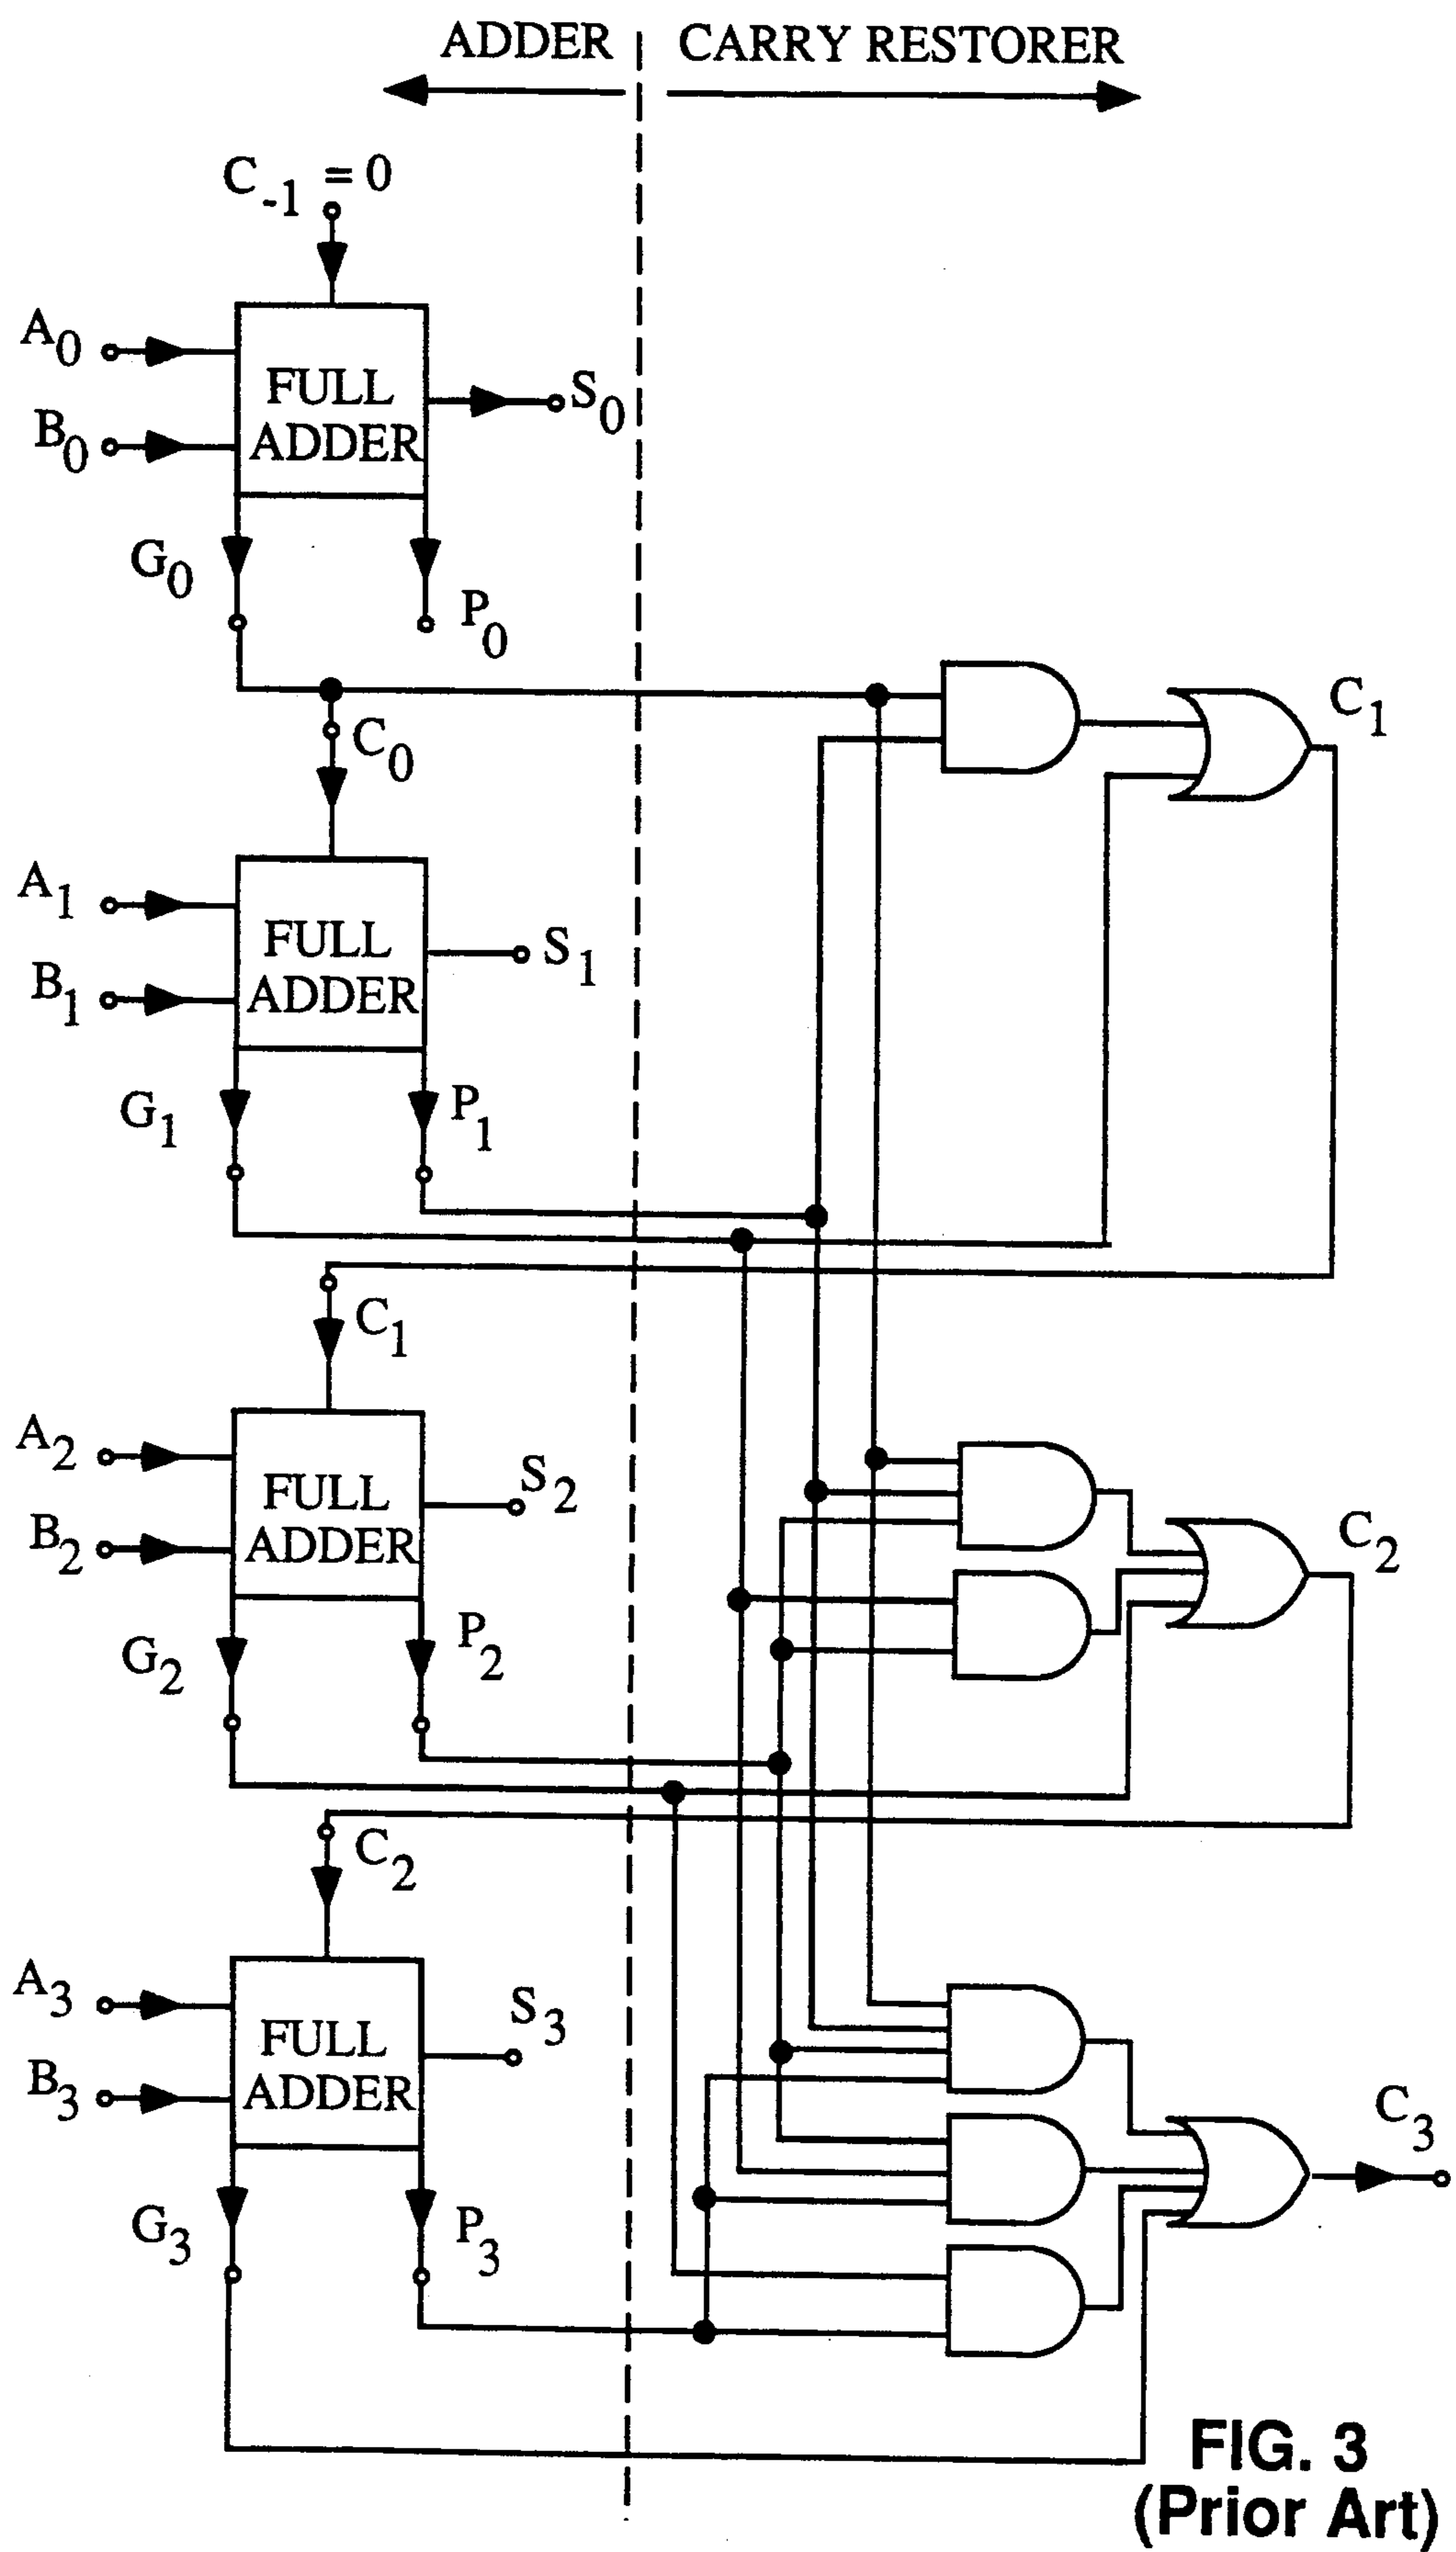 ADDER
CARRY RESTORER
C-1 = 0
A0
FULL
ADDER
S0
B0
G0
P0
C1
C0
A1
FULL
ADDER
S1
B1
G1
P1
C1
A2
FULL
ADDER
S2
B2
C2
G2
P2
C2
A3
FULL
ADDER
S3
B3
C3
G3
P3
FIG. 3
(Prior Art)